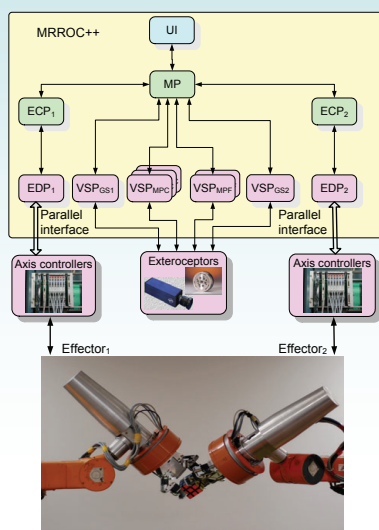 MRROC++
UI
MP
ECP1
ECP2
EDP1
VSPGS1
VSPMPC
VSPMPF
VSPGS2
EDP2
Parallel
interface
Parallel
interface
Axis controllers
Exteroceptors
Axis controllers
Effector1
Effector2